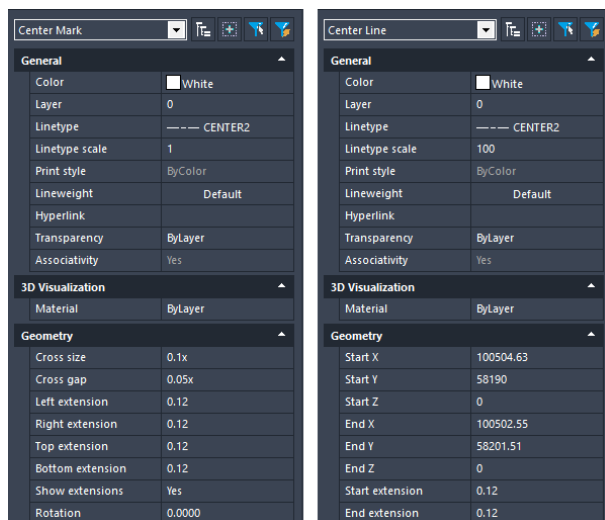 Center Mark
General
Color White
Layer 0
Linetype CENTER2
Linetype scale 1
Print style ByColor
Lineweight Default
Hyperlink
Transparency ByLayer
Associativity Yes
3D Visualization
Material ByLayer
Geometry
Cross size 0.1x
Cross gap 0.05x
Left extension 0.12
Right extension 0.12
Top extension 0.12
Bottom extension 0.12
Show extensions Yes
Rotation 0.0000
Center Line
General
Color White
Layer 0
Linetype CENTER2
Linetype scale 100
Print style ByColor
Lineweight Default
Hyperlink
Transparency ByLayer
Associativity Yes
3D Visualization
Material ByLayer
Geometry
Start X 100504.63
Start Y 58190
Start Z 0
End X 100502.55
End Y 58201.51
End Z 0
Start extension 0.12
End extension 0.12